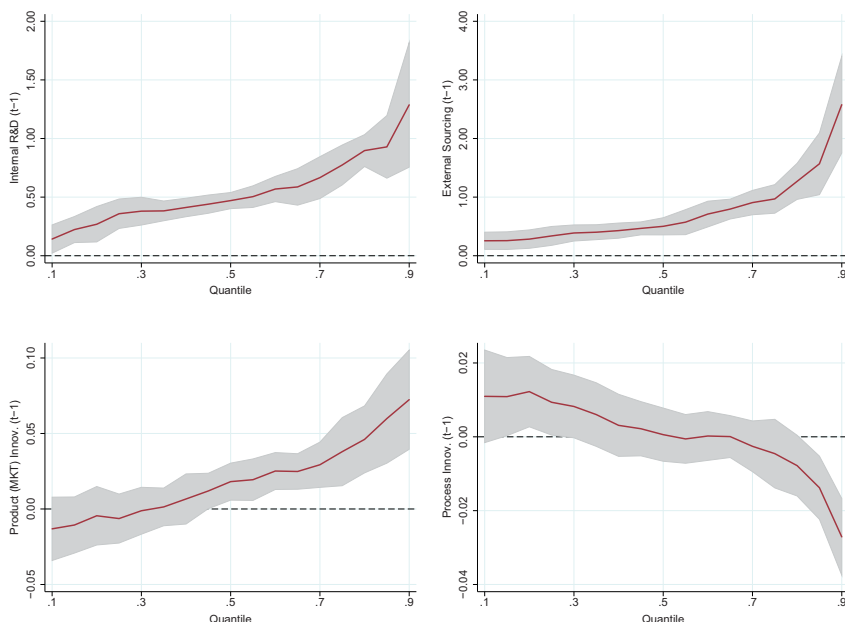 Internal R&D (t−1)
2.00
1.50
1.00
0.50
0.00
.1 .3 .5 .7 .9
Quantile
External Sourcing (t−1)
4.00
3.00
2.00
1.00
0.00
.1 .3 .5 .7 .9
Quantile
Product (MKT) Innov. (t−1)
0.10
0.05
0.00
−0.05
.1 .3 .5 .7 .9
Quantile
Process Innov. (t−1)
0.02
0.00
−0.02
−0.04
.1 .3 .5 .7 .9
Quantile